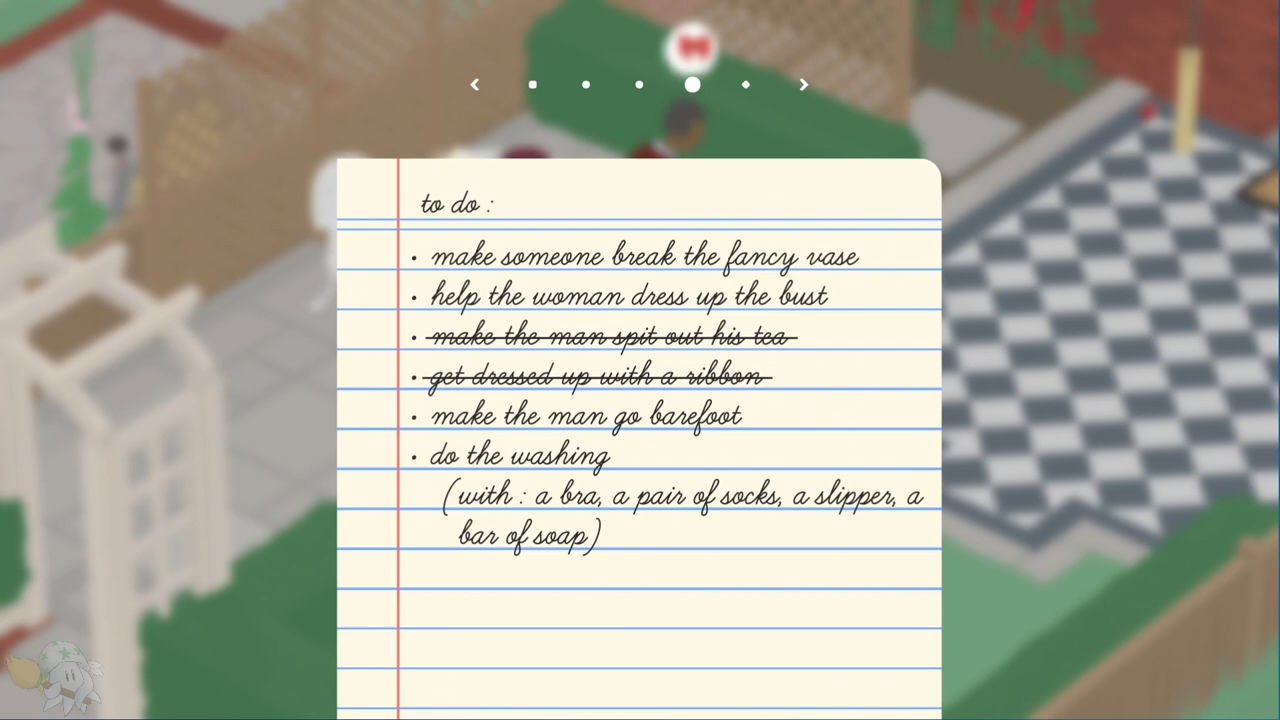 to do :
• make someone break the fancy vase
• help the woman dress up the bust
• make the man spit out his tea
• get dressed up with a ribbon
• make the man go barefoot
• do the washing
(with : a bra, a pair of socks, a slipper, a
bar of soap)